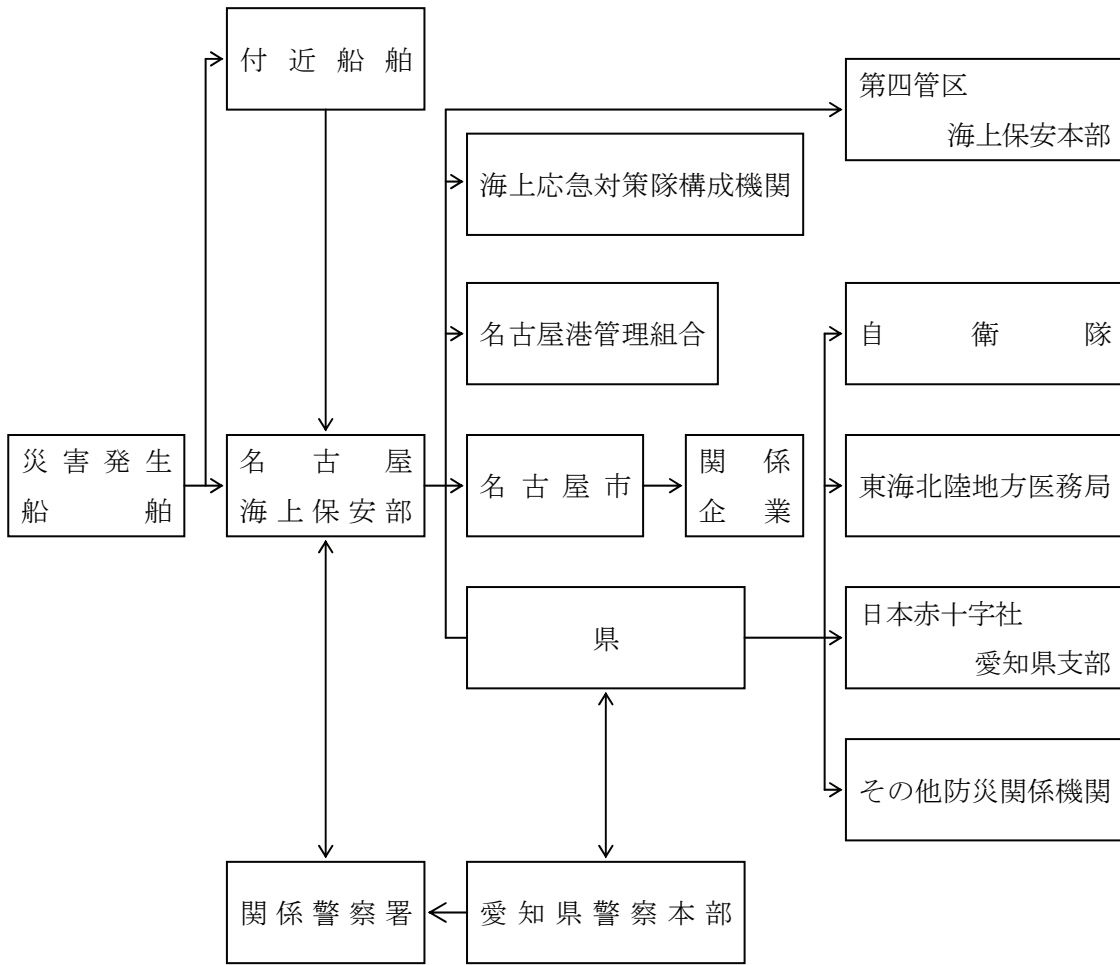 付近船舶
第四管区
海上保安本部
海上応急対策隊構成機関
名古屋港管理組合
自衛隊
災害発生
船舶
名古屋
海上保安部
名古屋市
関係
企業
東海北陸地方医務局
県
日本赤十字社
愛知県支部
その他防災関係機関
関係警察署
愛知県警察本部